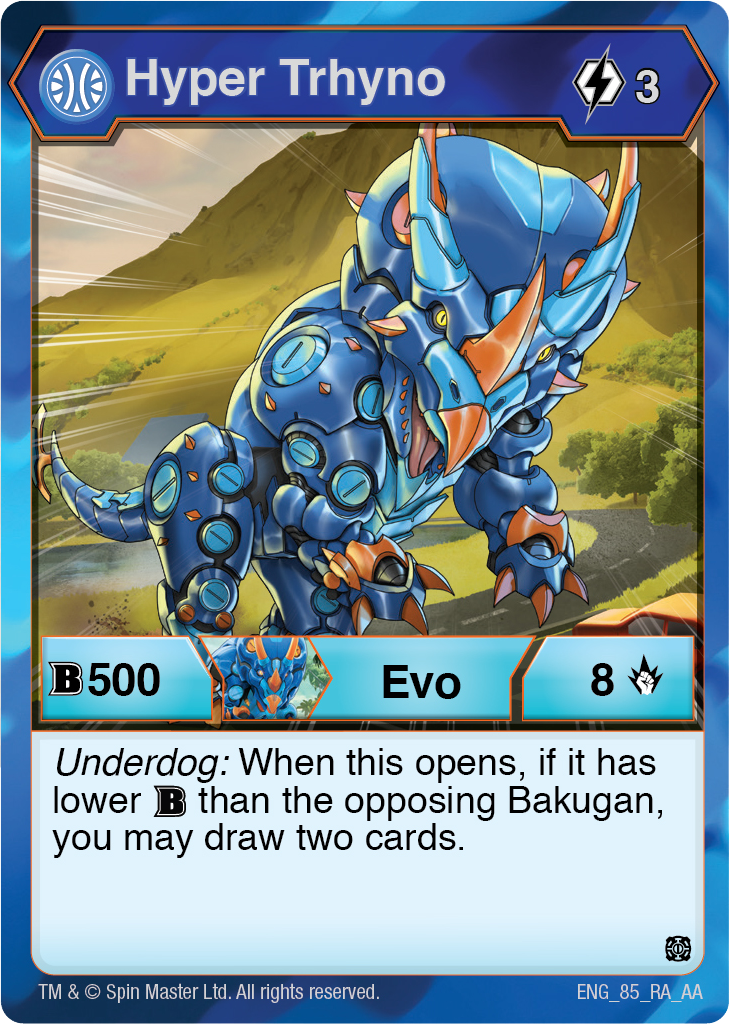 Hyper Trhyno
3
B500
Evo
8
Underdog: When this opens, if it has
lower B than the opposing Bakugan,
you may draw two cards.
TM & © Spin Master Ltd. All rights reserved.
ENG_85_RA_AA